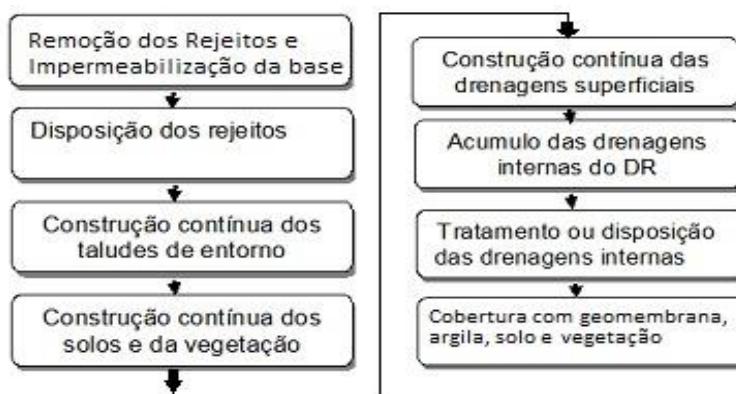 Remoção dos Rejeitos e
Impermeabilização da base
Disposição dos rejeitos
Construção contínua dos
taludes de entorno
Construção contínua dos
solos e da vegetação
Construção contínua das
drenagens superficiais
Acumulo das drenagens
internas do DR
Tratamento ou disposição
das drenagens internas
Cobertura com geomembrana,
argila, solo e vegetação